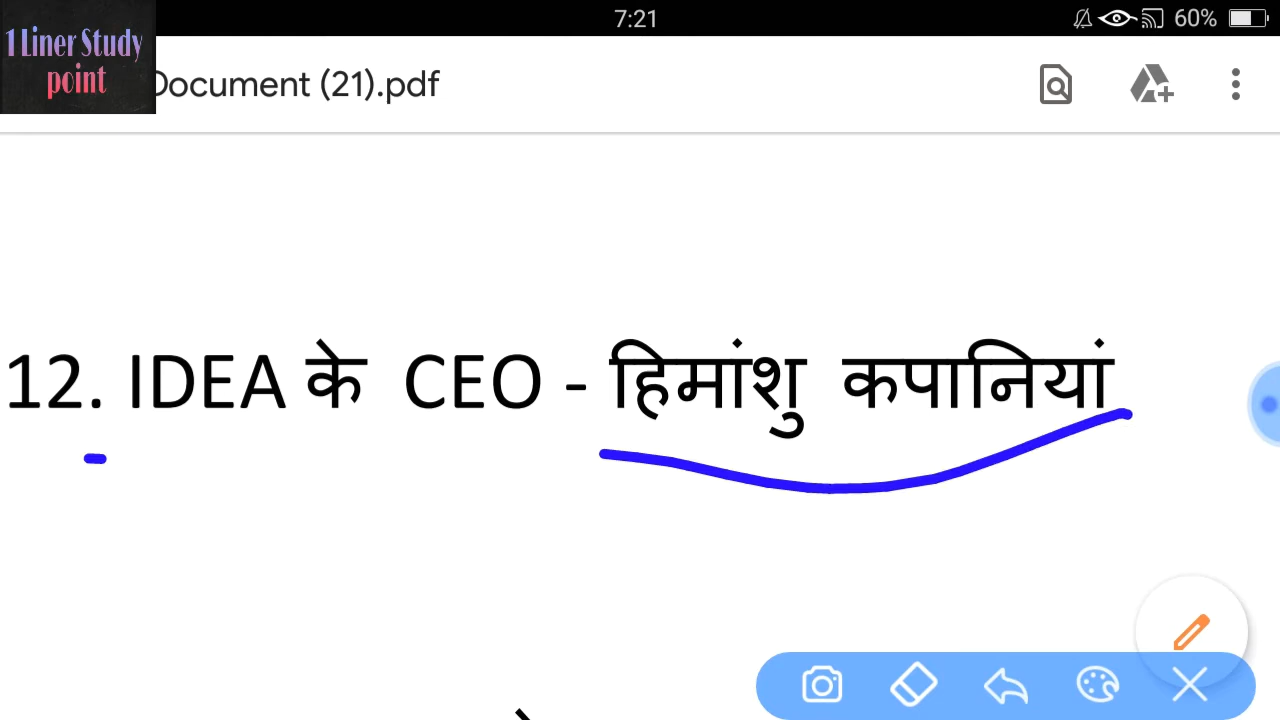 7:21
60%
1 Liner Study
point
Document (21).pdf
12. IDEA के CEO - हिमांशु कपानियां